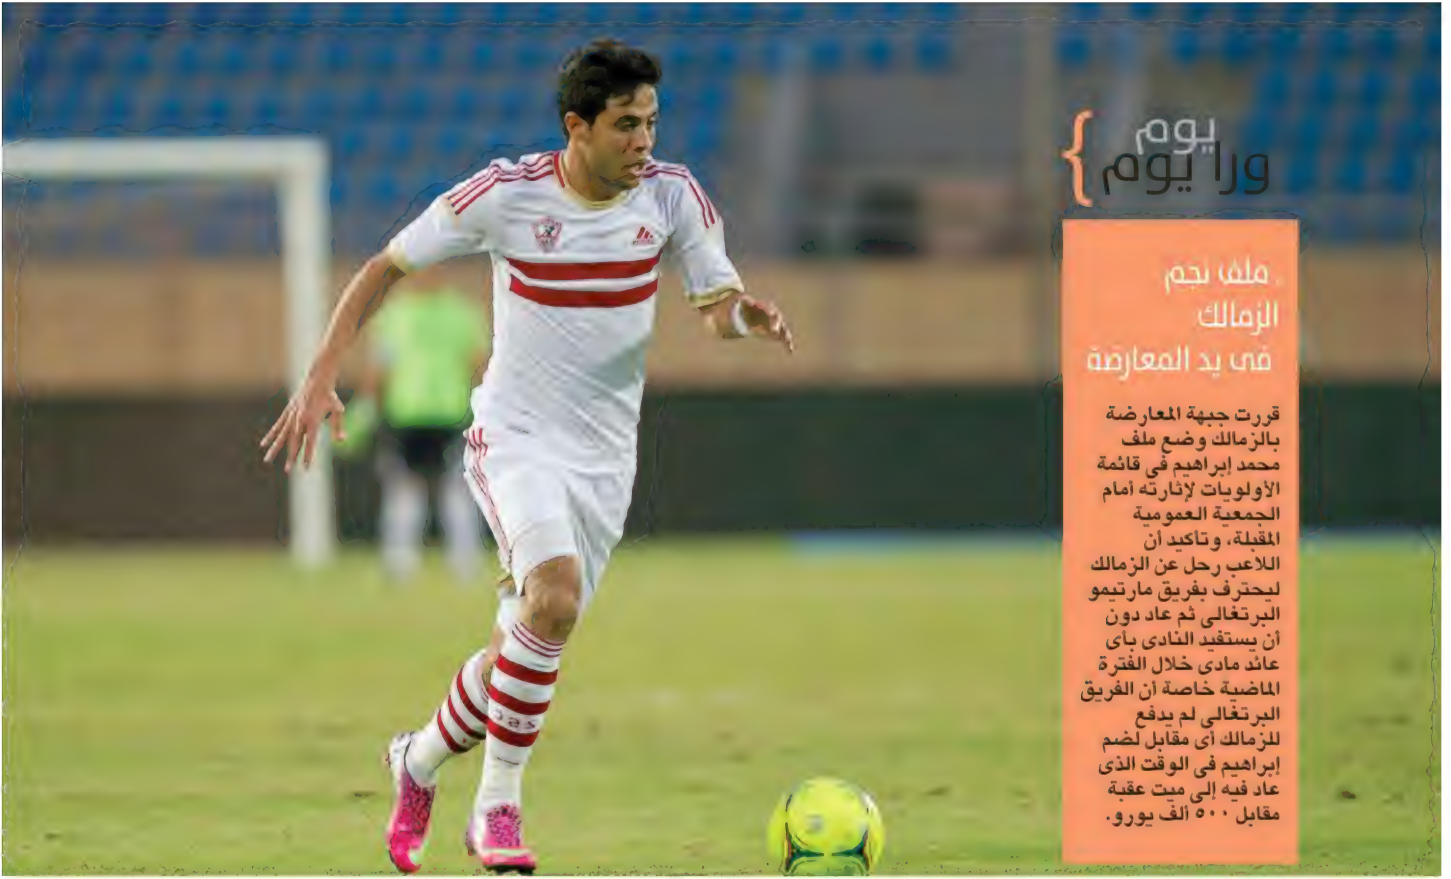 يوم
ورا يوم
ملف نجم
الزمالك
فى يد المعارضة
قررت جبهة المعارضة
بالزمالك وضع ملف
محمد إبراهيم فى قائمة
الأولويات لإثارته أمام
الجمعية العمومية
المقبلة، وتأكيد أن
اللاعب رحل عن الزمالك
ليحترف بفريق مارتيمو
البرتغالى ثم عاد دون
أن يستفيد النادى بأى
عائد مادى خلال الفترة
الماضية خاصة أن الفريق
البرتغالى لم يدفع
للزمالك أى مقابل لضم
إبراهيم فى الوقت الذى
عاد فيه إلى ميت عقبة
مقابل ٥٠٠ ألف يورو.